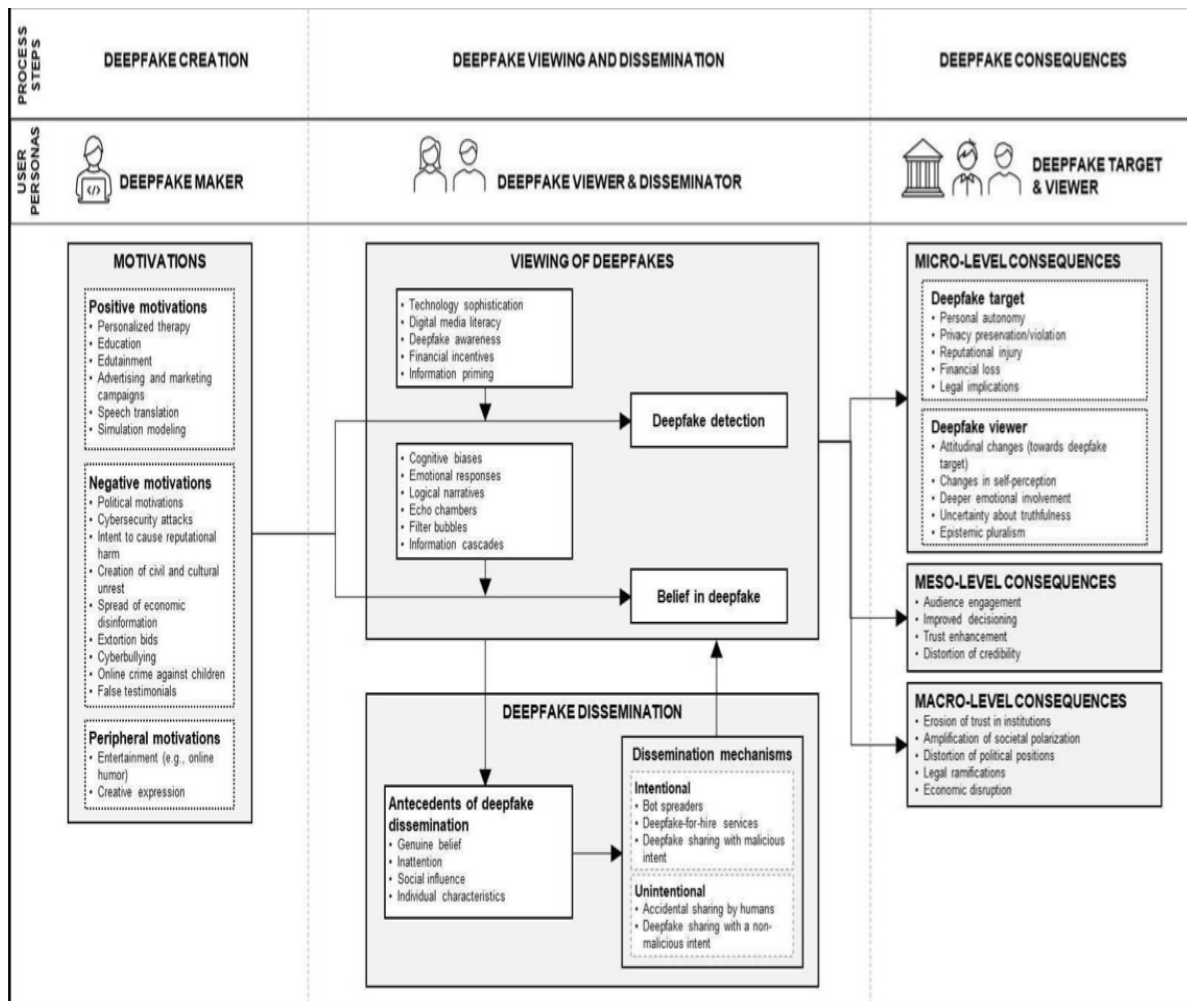 PROCESS
STEPS
DEEPFAKE CREATION
DEEPFAKE VIEWING AND DISSEMINATION
DEEPFAKE CONSEQUENCES
USER
PERSONAS
</>
DEEPFAKE MAKER
DEEPFAKE VIEWER & DISSEMINATOR
DEEPFAKE TARGET
& VIEWER
MOTIVATIONS
Positive motivations
• Personalized therapy
• Education
• Edutainment
• Advertising and marketing
campaigns
• Speech translation
• Simulation modeling
Negative motivations
• Political motivations
• Cybersecurity attacks
• Intent to cause reputational
harm
• Creation of civil and cultural
unrest
• Spread of economic
disinformation
• Extortion bids
• Cyberbullying
• Online crime against children
• False testimonials
Peripheral motivations
• Entertainment (e.g., online
humor)
• Creative expression
VIEWING OF DEEPFAKES
• Technology sophistication
• Digital media literacy
• Deepfake awareness
• Financial incentives
• Information priming
Deepfake detection
• Cognitive biases
• Emotional responses
• Logical narratives
• Echo chambers
• Filter bubbles
• Information cascades
Belief in deepfake
DEEPFAKE DISSEMINATION
Antecedents of deepfake
dissemination
• Genuine belief
• Inattention
• Social influence
• Individual characteristics
Dissemination mechanisms
Intentional
• Bot spreaders
• Deepfake-for-hire services
• Deepfake sharing with malicious
intent
Unintentional
• Accidental sharing by humans
• Deepfake sharing with a non-
malicious intent
MICRO-LEVEL CONSEQUENCES
Deepfake target
• Personal autonomy
• Privacy preservation/violation
• Reputational injury
• Financial loss
• Legal implications
Deepfake viewer
• Attitudinal changes (towards deepfake
target)
• Changes in self-perception
• Deeper emotional involvement
• Uncertainty about truthfulness
• Epistemic pluralism
MESO-LEVEL CONSEQUENCES
• Audience engagement
• Improved decisioning
• Trust enhancement
• Distortion of credibility
MACRO-LEVEL CONSEQUENCES
• Erosion of trust in institutions
• Amplification of societal polarization
• Distortion of political positions
• Legal ramifications
• Economic disruption